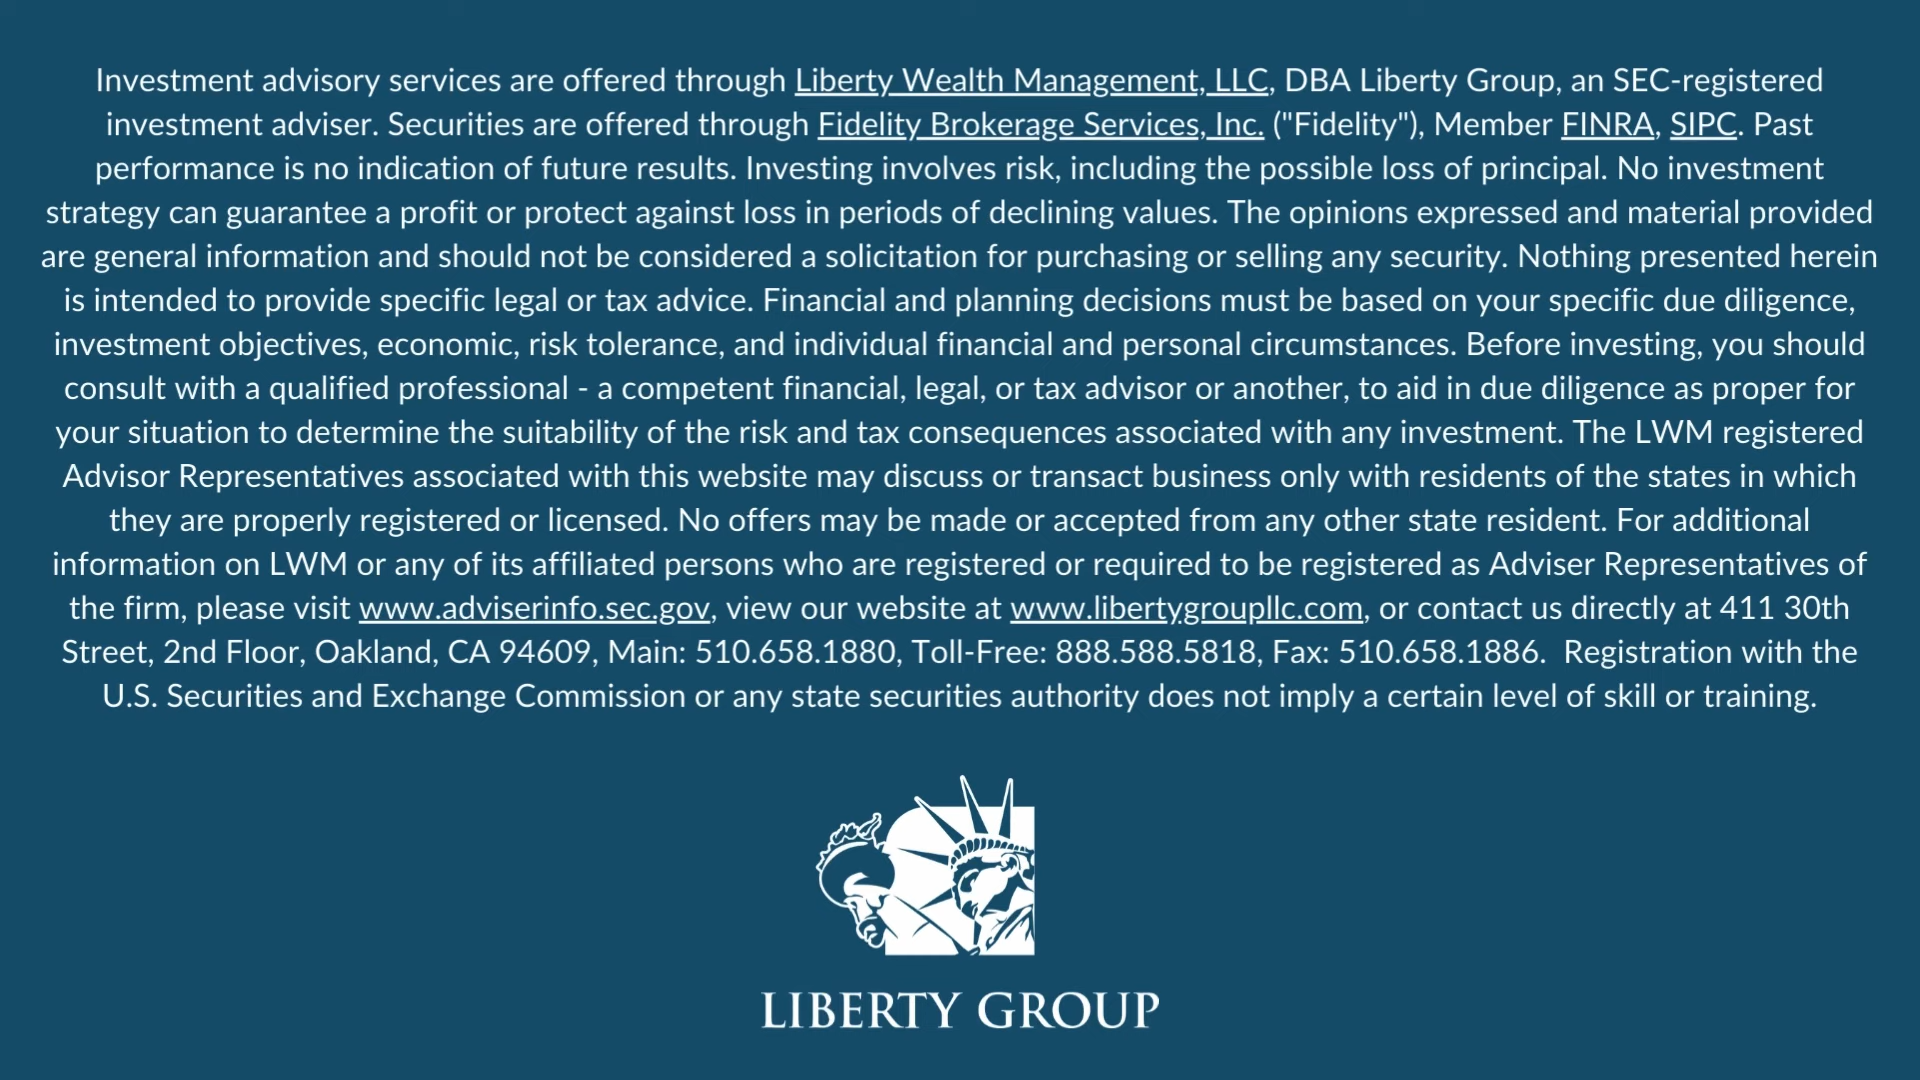 Investment advisory services are offered through Liberty Wealth Management, LLC, DBA Liberty Group, an SEC-registered
investment adviser. Securities are offered through Fidelity Brokerage Services, Inc. ("Fidelity"), Member FINRA, SIPC. Past
performance is no indication of future results. Investing involves risk, including the possible loss of principal. No investment
strategy can guarantee a profit or protect against loss in periods of declining values. The opinions expressed and material provided
are general information and should not be considered a solicitation for purchasing or selling any security. Nothing presented herein
is intended to provide specific legal or tax advice. Financial and planning decisions must be based on your specific due diligence,
investment objectives, economic, risk tolerance, and individual financial and personal circumstances. Before investing, you should
consult with a qualified professional - a competent financial, legal, or tax advisor or another, to aid in due diligence as proper for
your situation to determine the suitability of the risk and tax consequences associated with any investment. The LWM registered
Advisor Representatives associated with this website may discuss or transact business only with residents of the states in which
they are properly registered or licensed. No offers may be made or accepted from any other state resident. For additional
information on LWM or any of its affiliated persons who are registered or required to be registered as Adviser Representatives of
the firm, please visit www.adviserinfo.sec.gov, view our website at www.libertygroupllc.com, or contact us directly at 411 30th
Street, 2nd Floor, Oakland, CA 94609, Main: 510.658.1880, Toll-Free: 888.588.5818, Fax: 510.658.1886.  Registration with the
U.S. Securities and Exchange Commission or any state securities authority does not imply a certain level of skill or training.
LIBERTY GROUP